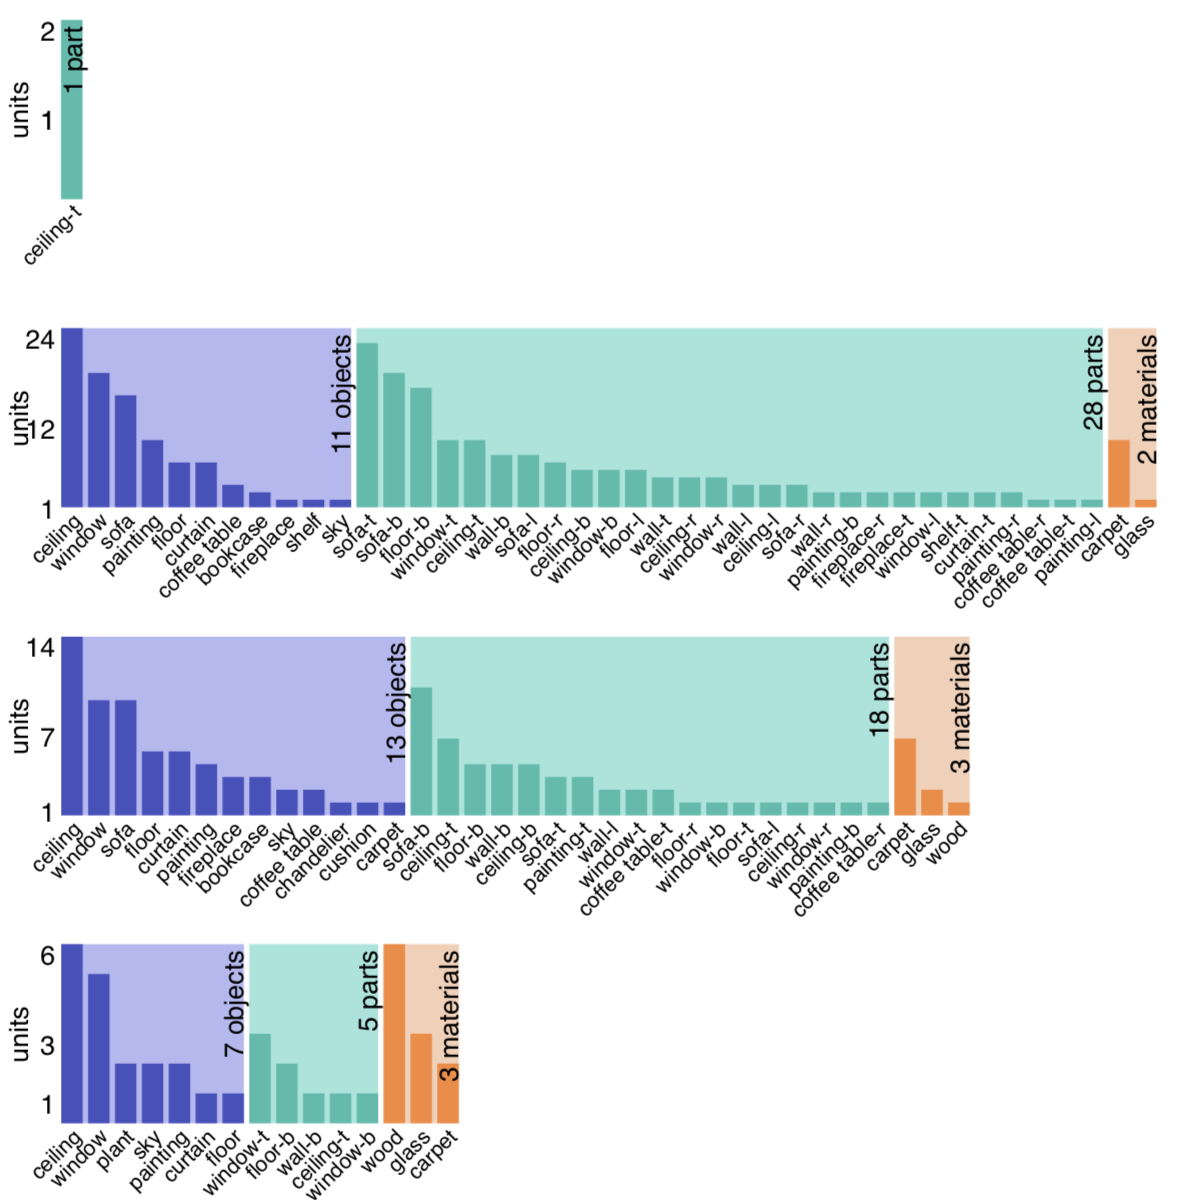 2
1
units
1 part
ceiling-t
24
12
1
units
11 objects
28 parts
2 materials
ceiling
window
sofa
painting
floor
curtain
coffee table
bookcase
fireplace
shelf
sky
sofa-t
sofa-b
floor-b
window-t
ceiling-t
wall-b
sofa-l
floor-r
ceiling-b
window-b
floor-l
wall-t
ceiling-r
window-r
wall-l
ceiling-l
sofa-r
wall-r
painting-b
fireplace-r
fireplace-t
window-l
shelf-t
curtain-t
painting-r
coffee table-r
coffee table-t
painting-l
carpet
glass
14
7
1
units
13 objects
18 parts
3 materials
ceiling
window
sofa
floor
curtain
painting
fireplace
bookcase
sky
coffee table
chandelier
cushion
carpet
sofa-b
ceiling-t
floor-b
wall-b
ceiling-b
sofa-t
painting-t
wall-l
window-t
coffee table-t
floor-r
window-b
floor-t
sofa-l
ceiling-r
window-r
painting-b
coffee table-r
carpet
glass
wood
6
3
1
units
7 objects
5 parts
3 materials
ceiling
window
plant
sky
painting
curtain
floor
window-t
floor-b
wall-b
ceiling-t
window-b
wood
glass
carpet